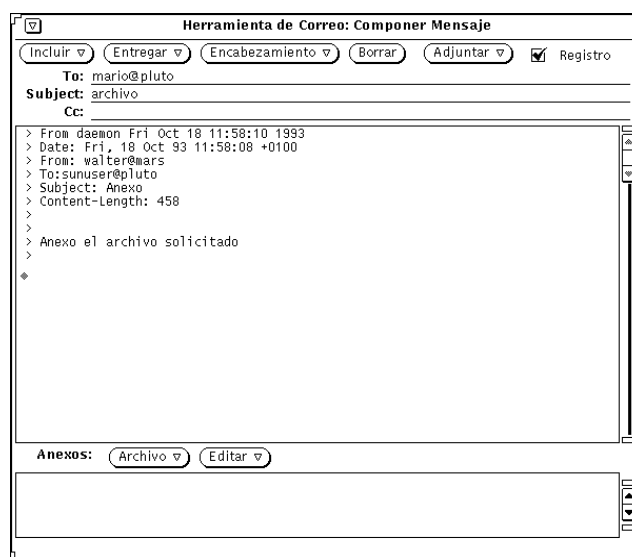 Herramienta de Correo: Componer Mensaje
Incluir Entregar Encabezamiento Borrar Adjuntar Registro
To: mario@pluto
Subject: archivo
Cc:
> From daemon Fri Oct 18 11:58:10 1993
> Date: Fri, 18 Oct 93 11:58:08 +0100
> From: walter@mars
> To:sunuser@pluto
> Subject: Anexo
> Content-Length: 458
>
>
> Anexo el archivo solicitado
>
Anexos: Archivo Editar